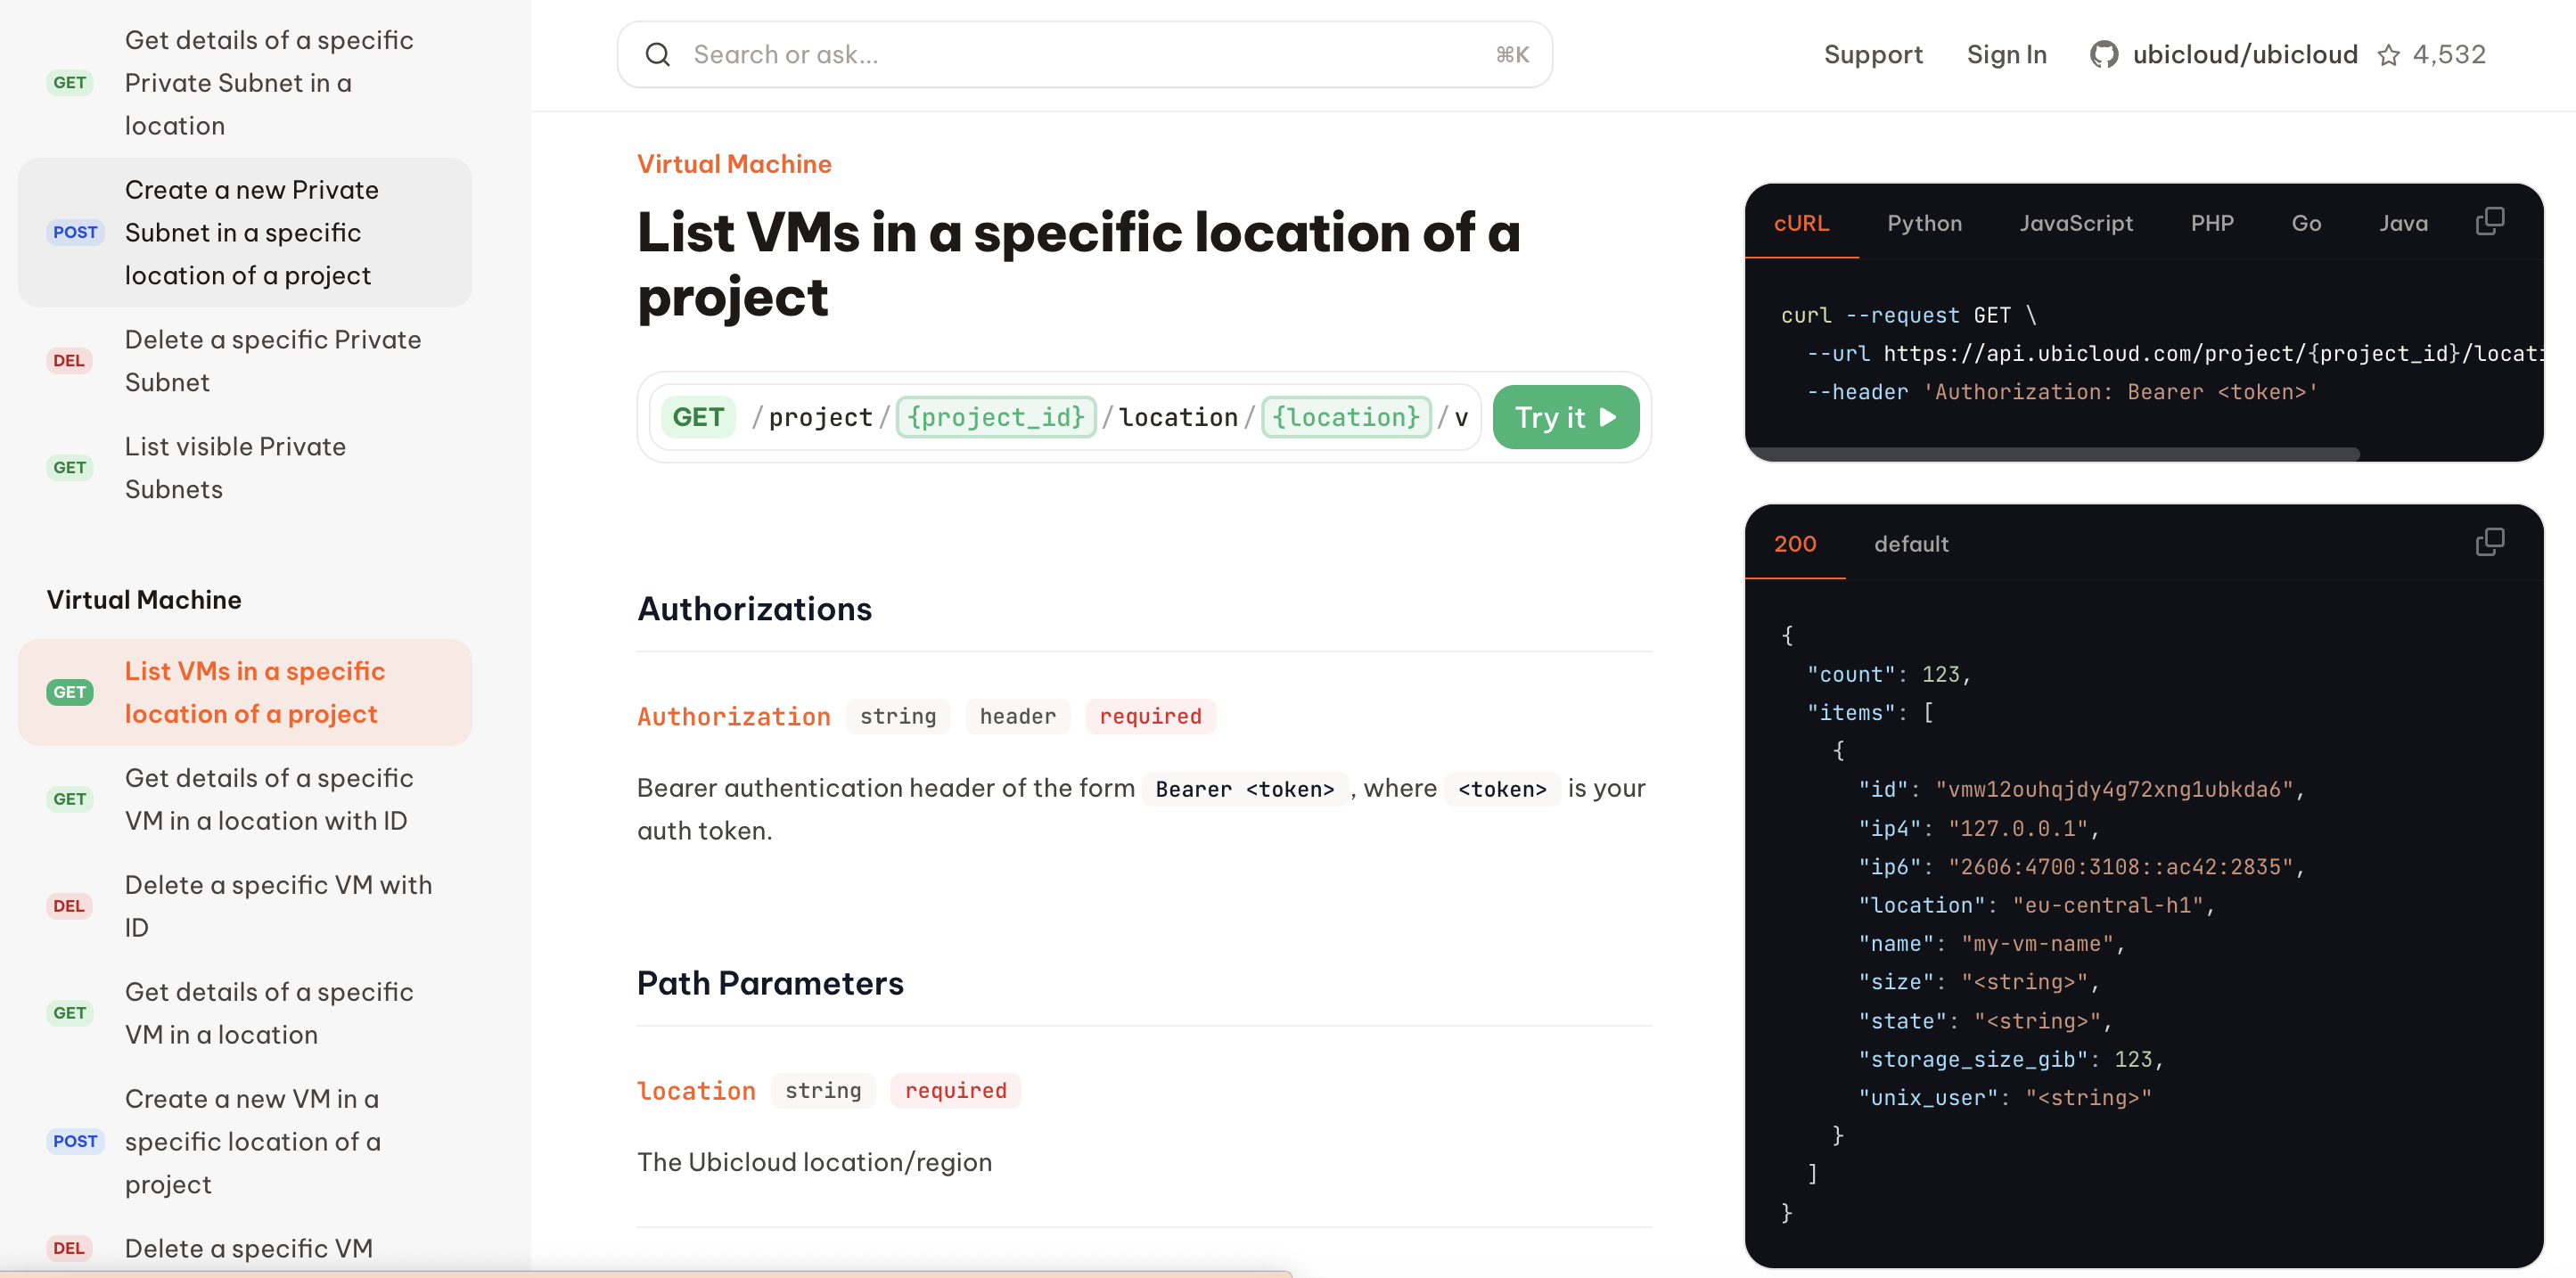 Get details of a specific
GET
Private Subnet in a
location
Create a new Private
POST
Subnet in a specific
location of a project
Delete a specific Private
DEL
Subnet
List visible Private
GET
Subnets
Virtual Machine
List VMs in a specific
GET
location of a project
Get details of a specific
GET
VM in a location with ID
Delete a specific VM with
DEL
ID
Get details of a specific
GET
VM in a location
Create a new VM in a
POST
specific location of a
project
DEL
Delete a specific VM
Search or ask...
⌘K
Support
Sign In
ubicloud/ubicloud
4,532
Virtual Machine
List VMs in a specific location of a
project
GET /project/{project_id}/location/{location}/v
Try it
Authorizations
Authorization string header required
Bearer authentication header of the form Bearer <token>, where <token> is your
auth token.
Path Parameters
location string required
The Ubicloud location/region
cURL Python JavaScript PHP Go Java
curl --request GET \
--url https://api.ubicloud.com/project/{project_id}/locati
--header 'Authorization: Bearer <token>'
200 default
{
"count": 123,
"items": [
{
"id": "vmw12ouhqjdy4g72xng1ubkda6",
"ip4": "127.0.0.1",
"ip6": "2606:4700:3108::ac42:2835",
"location": "eu-central-h1",
"name": "my-vm-name",
"size": "<string>",
"state": "<string>",
"storage_size_gib": 123,
"unix_user": "<string>"
}
]
}